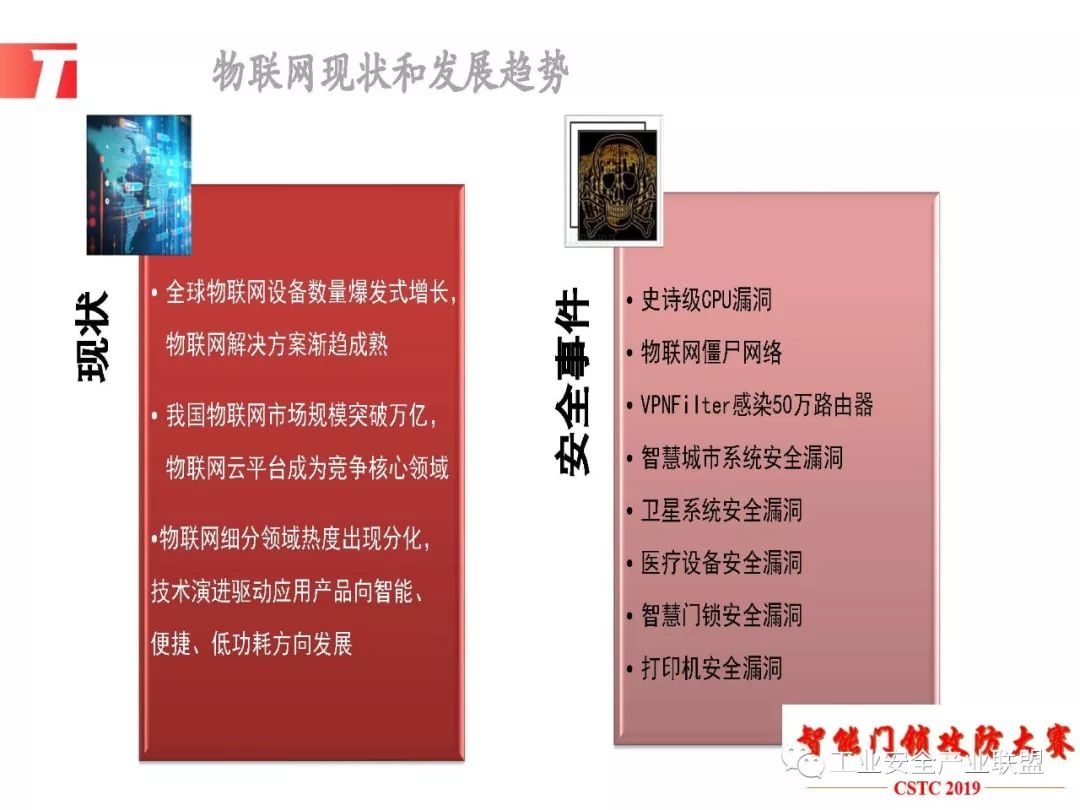 T
物联网现状和发展趋势
现状
• 全球物联网设备数量爆发式增长，
物联网解决方案渐趋成熟
• 我国物联网市场规模突破万亿，
物联网云平台成为竞争核心领域
•物联网细分领域热度出现分化，
技术演进驱动应用产品向智能、
便捷、低功耗方向发展
安全事件
• 史诗级CPU漏洞
• 物联网僵尸网络
• VPNFilter感染50万路由器
• 智慧城市系统安全漏洞
• 卫星系统安全漏洞
• 医疗设备安全漏洞
• 智慧门锁安全漏洞
• 打印机安全漏洞
智能门锁攻防大赛
工业安全产业联盟
CSTC 2019